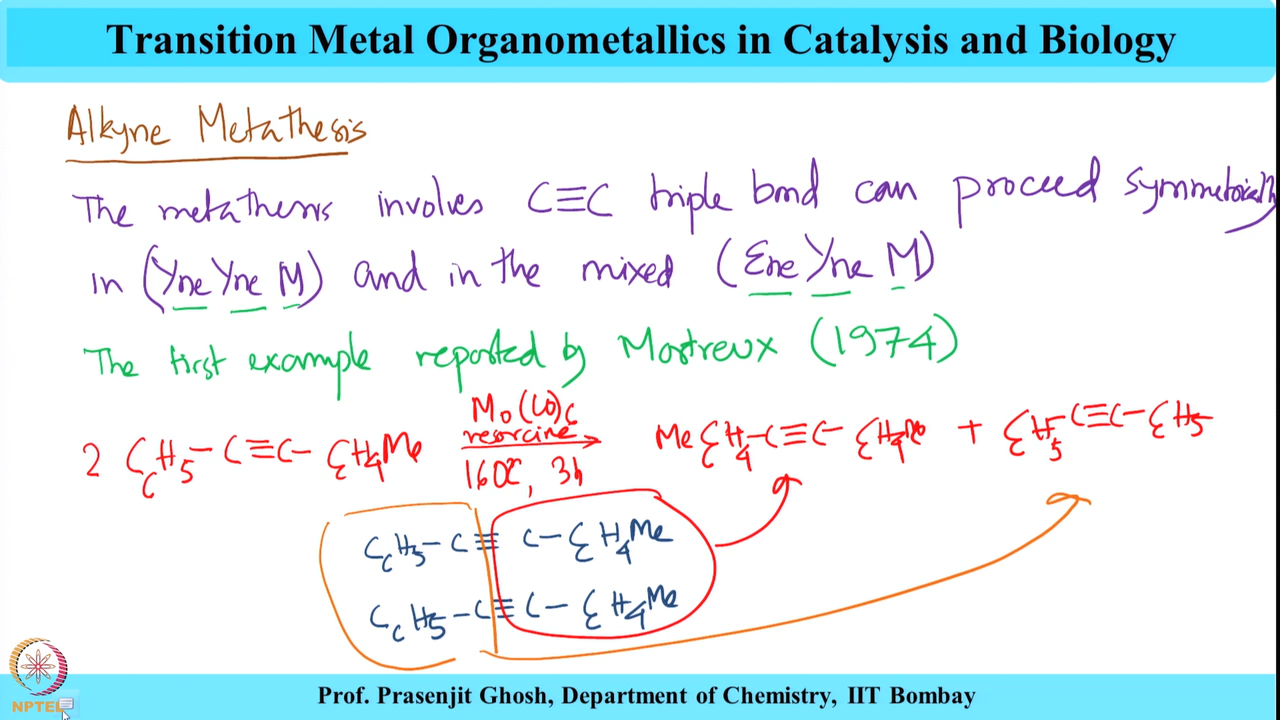 Transition Metal Organometallics in Catalysis and Biology
Alkyne Metathesis
The metathesis involves C≡C triple bond can proceed symmetrically
in (Yne Yne M) and in the mixed (Ene Yne M)
The first example reported by Mortreux (1974)
Mo(CO)6
2 C6H5-C≡C-C6H4Me resorcine MeC6H4-C≡C-C6H4Me + C6H5-C≡C-C6H5
160℃, 3h
C6H5-C≡C-C6H4Me
C6H5-C≡C-C6H4Me
NPTEL
Prof. Prasenjit Ghosh, Department of Chemistry, IIT Bombay